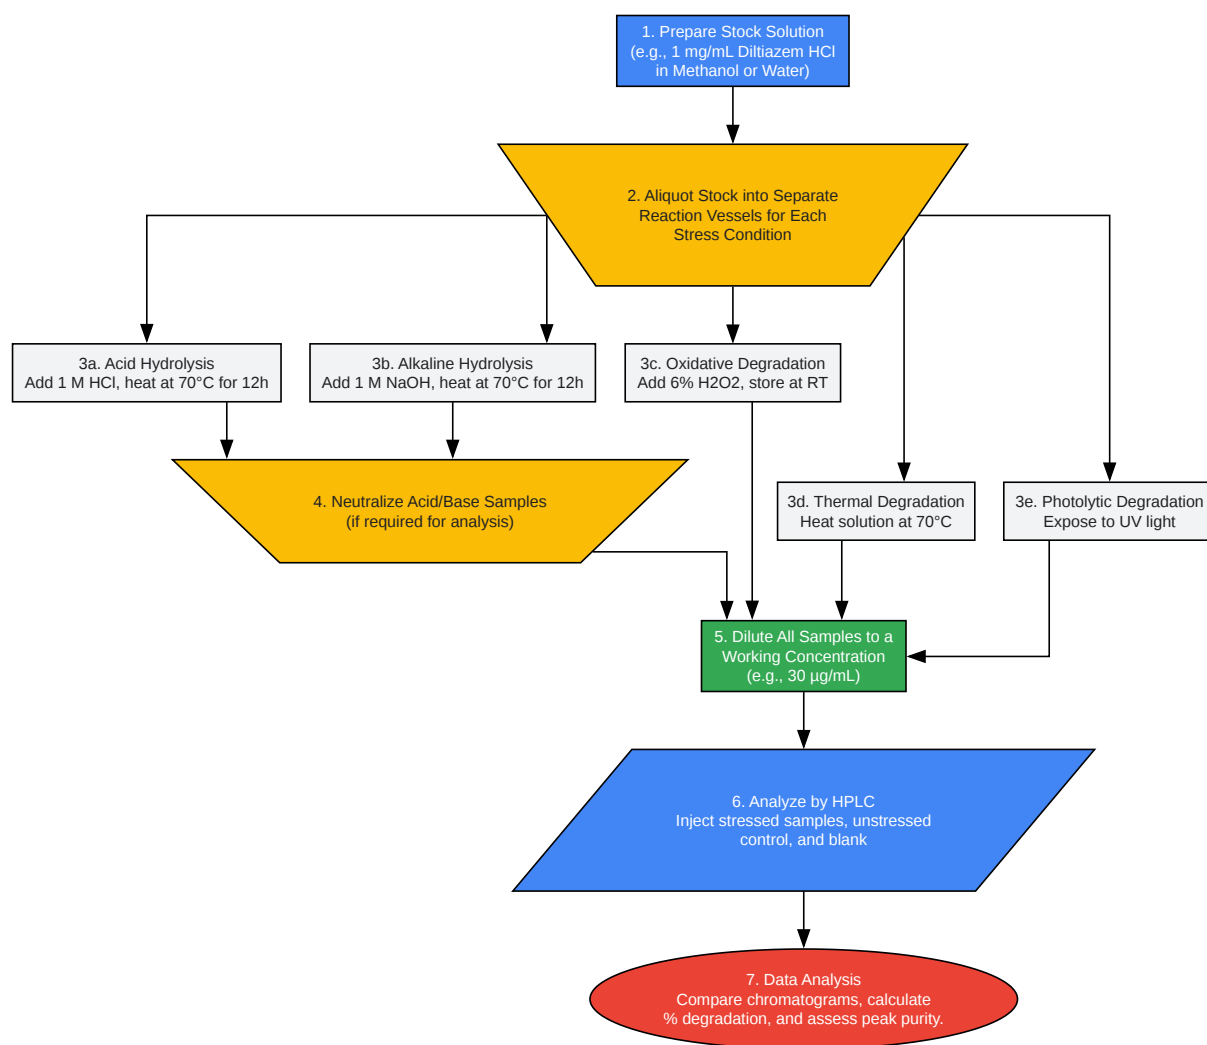 1. Prepare Stock Solution
(e.g., 1 mg/mL Diltiazem HCl
in Methanol or Water)
2. Aliquot Stock into Separate
Reaction Vessels for Each
Stress Condition
3a. Acid Hydrolysis
Add 1 M HCl, heat at 70°C for 12h
3b. Alkaline Hydrolysis
Add 1 M NaOH, heat at 70°C for 12h
3c. Oxidative Degradation
Add 6% H2O2, store at RT
4. Neutralize Acid/Base Samples
(if required for analysis)
3d. Thermal Degradation
Heat solution at 70°C
3e. Photolytic Degradation
Expose to UV light
5. Dilute All Samples to a
Working Concentration
(e.g., 30 µg/mL)
6. Analyze by HPLC
Inject stressed samples, unstressed
control, and blank
7. Data Analysis
Compare chromatograms, calculate
% degradation, and assess peak purity.